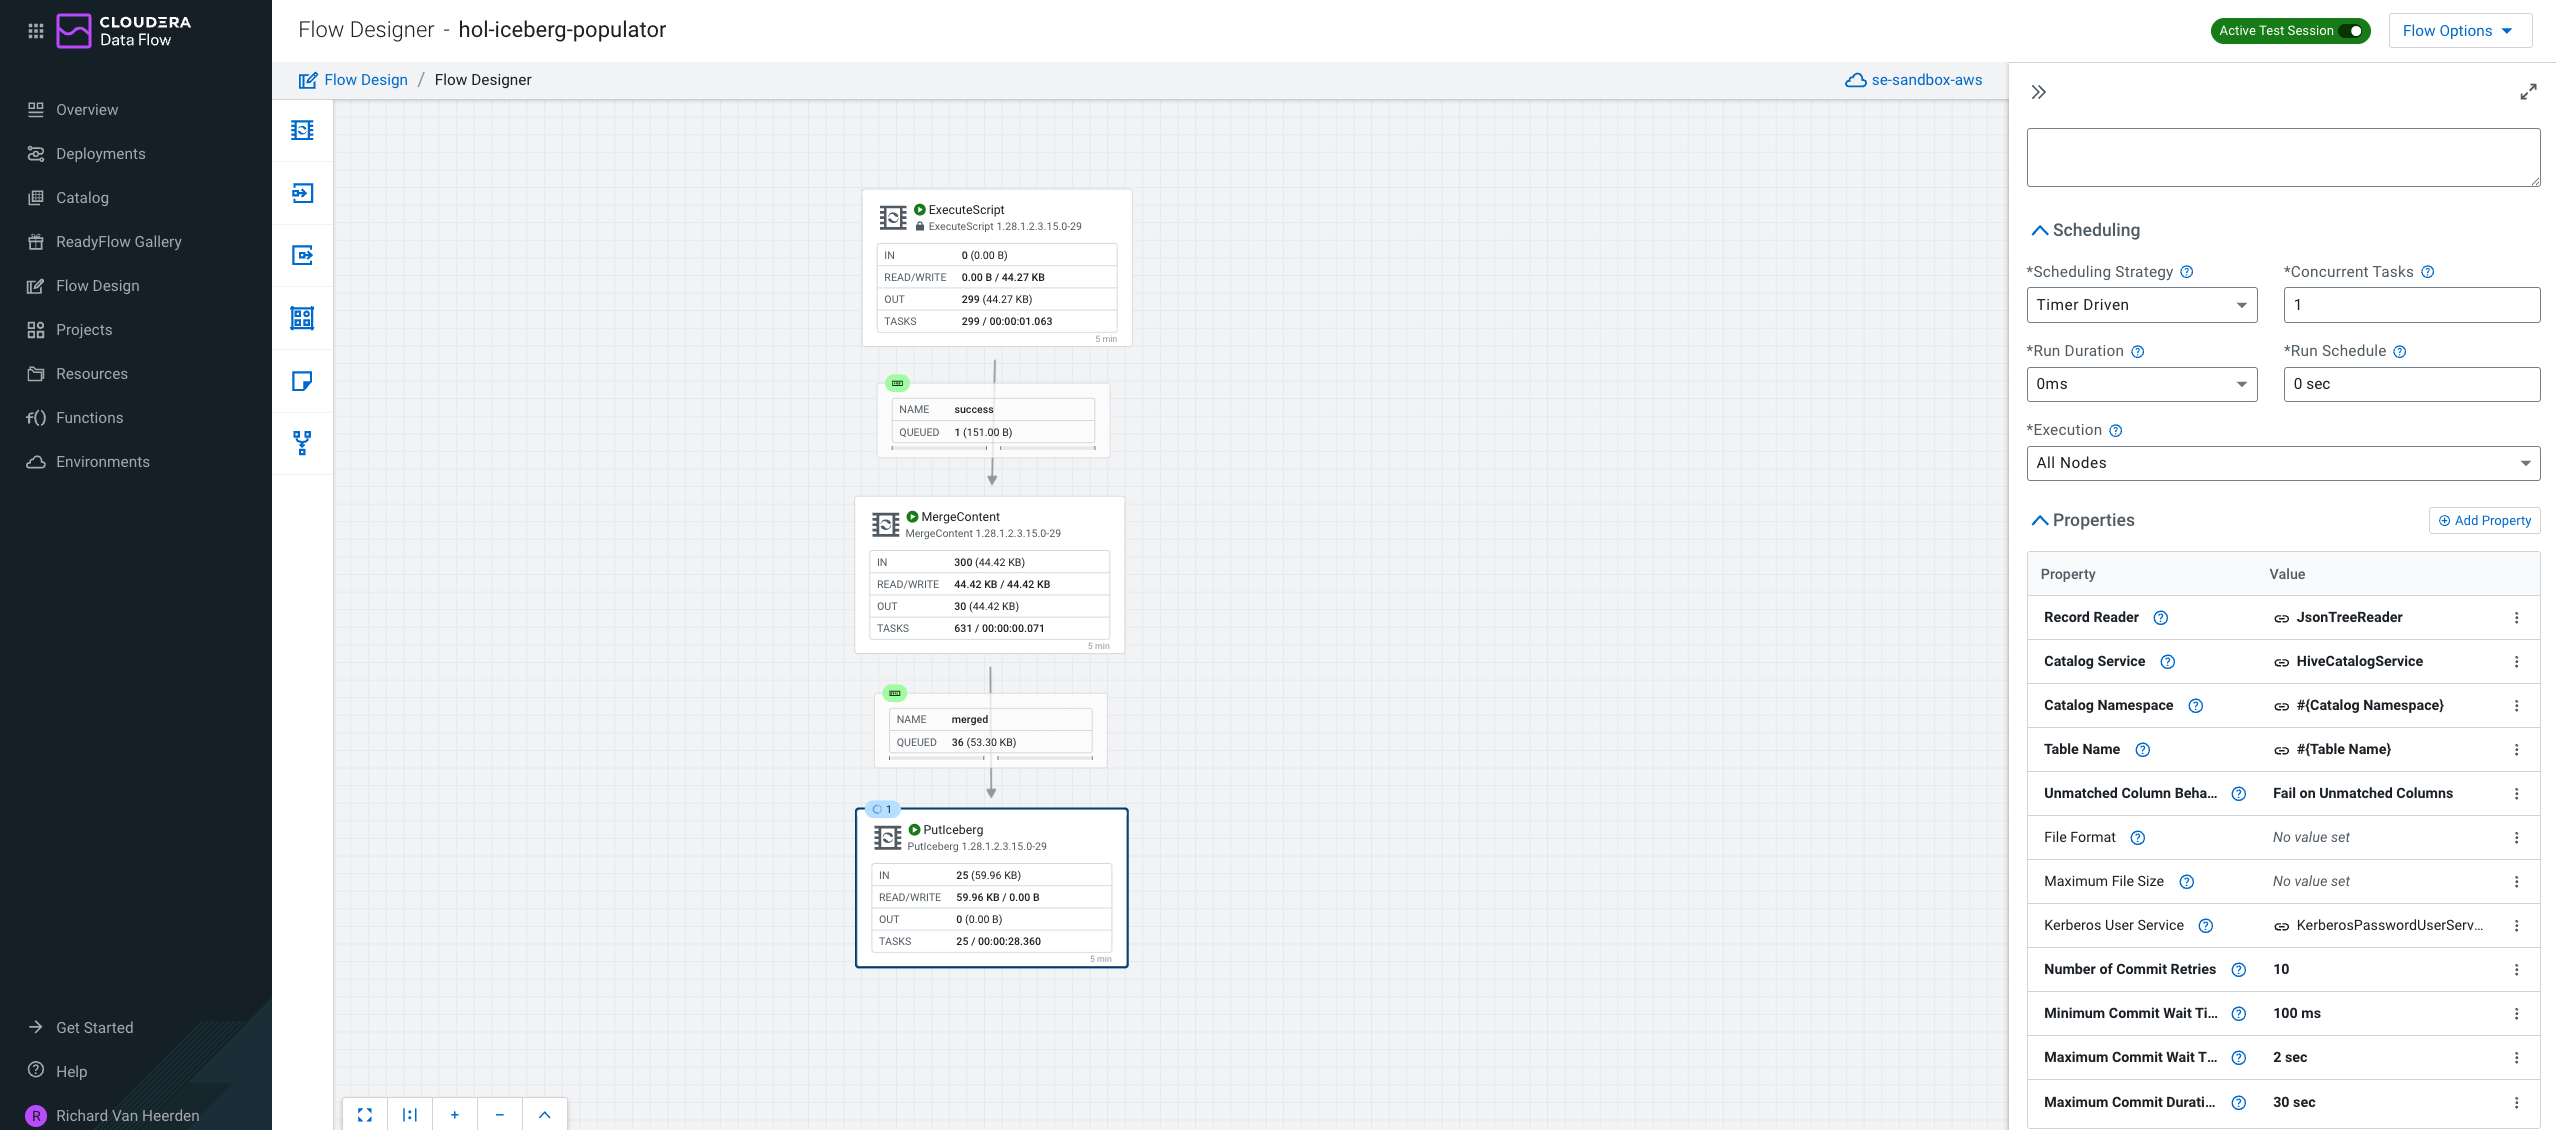 CLOUDERA
Data Flow
Overview
Deployments
Catalog
ReadyFlow Gallery
Flow Design
Projects
Resources
Functions
Environments
Get Started
Help
R Richard Van Heerden
Flow Designer - hol-iceberg-populator
Active Test Session
Flow Options
Flow Design / Flow Designer
se-sandbox-aws
ExecuteScript
ExecuteScript 1.28.1.2.3.15.0-29
IN 0 (0.00 B)
READ/WRITE 0.00 B / 44.27 KB
OUT 299 (44.27 KB)
TASKS 299 / 00:00:01.063
5 min
NAME success
QUEUED 1 (151.00 B)
MergeContent
MergeContent 1.28.1.2.3.15.0-29
IN 300 (44.42 KB)
READ/WRITE 44.42 KB / 44.42 KB
OUT 30 (44.42 KB)
TASKS 631 / 00:00:00.071
5 min
NAME merged
QUEUED 36 (53.30 KB)
1
PutIceberg
PutIceberg 1.28.1.2.3.15.0-29
IN 25 (59.96 KB)
READ/WRITE 59.96 KB / 0.00 B
OUT 0 (0.00 B)
TASKS 25 / 00:00:28.360
5 min
Scheduling
*Scheduling Strategy
*Concurrent Tasks
Timer Driven
1
*Run Duration
*Run Schedule
0ms
0 sec
*Execution
All Nodes
Properties
Add Property
Property Value
Record Reader JsonTreeReader
Catalog Service HiveCatalogService
Catalog Namespace #{Catalog Namespace}
Table Name #{Table Name}
Unmatched Column Beha... Fail on Unmatched Columns
File Format No value set
Maximum File Size No value set
Kerberos User Service KerberosPasswordUserServ...
Number of Commit Retries 10
Minimum Commit Wait Ti... 100 ms
Maximum Commit Wait T... 2 sec
Maximum Commit Durati... 30 sec